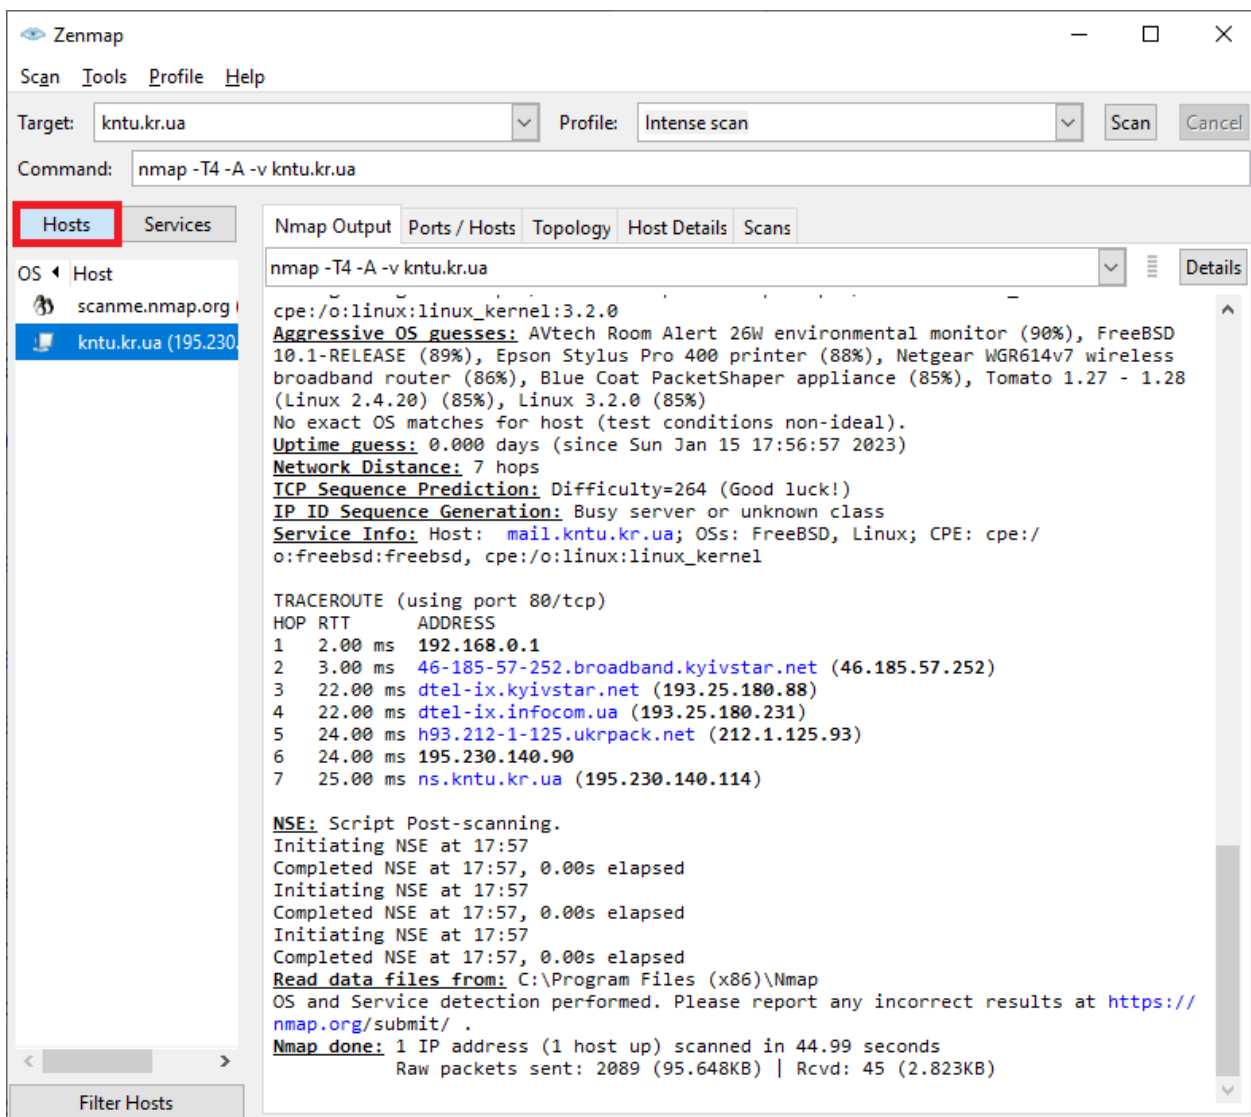 Zenmap
Scan Tools Profile Help
Target: kntu.kr.ua Profile: Intense scan Scan Cancel
Command: nmap -T4 -A -v kntu.kr.ua
Hosts Services
Nmap Output Ports / Hosts Topology Host Details Scans
OS Host
scanme.nmap.org (
kntu.kr.ua (195.230.
nmap -T4 -A -v kntu.kr.ua Details
cpe:/o:linux:linux_kernel:3.2.0
Aggressive OS guesses: AVtech Room Alert 26W environmental monitor (90%), FreeBSD
10.1-RELEASE (89%), Epson Stylus Pro 400 printer (88%), Netgear WGR614v7 wireless
broadband router (86%), Blue Coat PacketShaper appliance (85%), Tomato 1.27 - 1.28
(Linux 2.4.20) (85%), Linux 3.2.0 (85%)
No exact OS matches for host (test conditions non-ideal).
Uptime guess: 0.000 days (since Sun Jan 15 17:56:57 2023)
Network Distance: 7 hops
TCP Sequence Prediction: Difficulty=264 (Good luck!)
IP ID Sequence Generation: Busy server or unknown class
Service Info: Host:  mail.kntu.kr.ua; OSs: FreeBSD, Linux; CPE: cpe:/
o:freebsd:freebsd, cpe:/o:linux:linux_kernel
TRACEROUTE (using port 80/tcp)
HOP RTT      ADDRESS
1   2.00 ms  192.168.0.1
2   3.00 ms  46-185-57-252.broadband.kyivstar.net (46.185.57.252)
3   22.00 ms dtel-ix.kyivstar.net (193.25.180.88)
4   22.00 ms dtel-ix.infocom.ua (193.25.180.231)
5   24.00 ms h93.212-1-125.ukrpack.net (212.1.125.93)
6   24.00 ms 195.230.140.90
7   25.00 ms ns.kntu.kr.ua (195.230.140.114)
NSE: Script Post-scanning.
Initiating NSE at 17:57
Completed NSE at 17:57, 0.00s elapsed
Initiating NSE at 17:57
Completed NSE at 17:57, 0.00s elapsed
Initiating NSE at 17:57
Completed NSE at 17:57, 0.00s elapsed
Read data files from: C:\Program Files (x86)\Nmap
OS and Service detection performed. Please report any incorrect results at https://
nmap.org/submit/ .
Nmap done: 1 IP address (1 host up) scanned in 44.99 seconds
Raw packets sent: 2089 (95.648KB) | Rcvd: 45 (2.823KB)
Filter Hosts